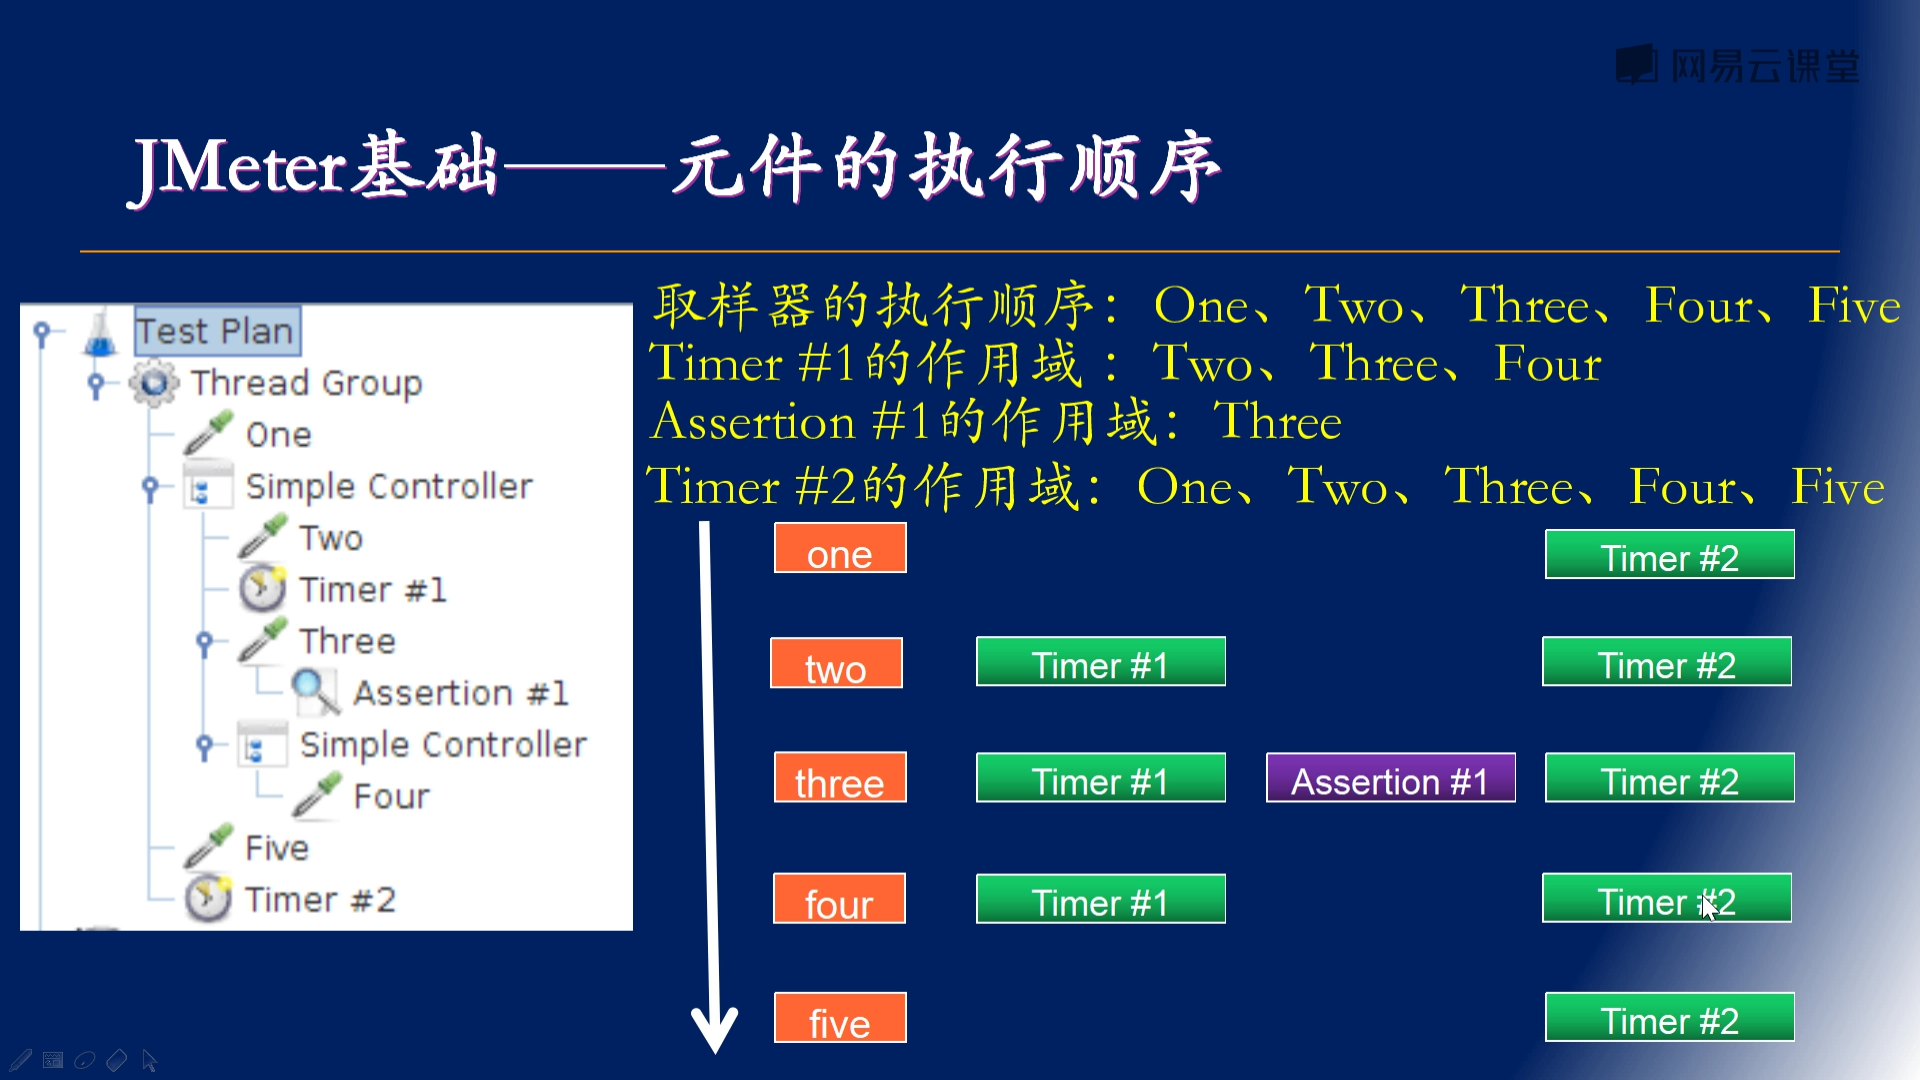 网易云课堂
JMeter基础——元件的执行顺序
Test Plan
Thread Group
One
Simple Controller
Two
Timer #1
Three
Assertion #1
Simple Controller
Four
Five
Timer #2
取样器的执行顺序：One、Two、Three、Four、Five
Timer #1的作用域 ：Two、Three、Four
Assertion #1的作用域：Three
Timer #2的作用域：One、Two、Three、Four、Five
one Timer #2
two Timer #1 Timer #2
three Timer #1 Assertion #1 Timer #2
four Timer #1 Timer #2
five Timer #2